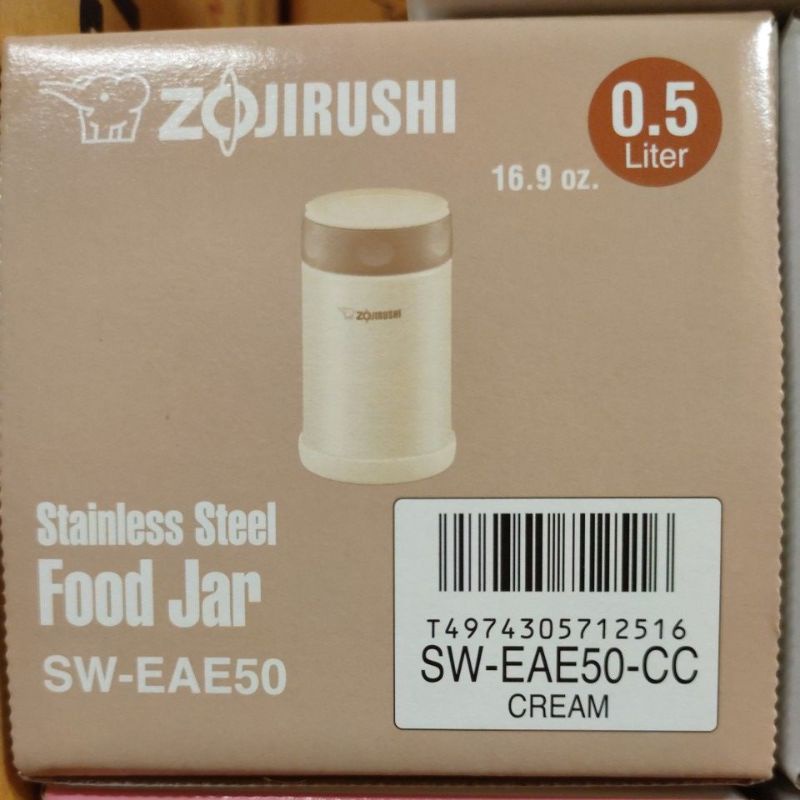 ZOJIRUSHI
0.5
Liter
16.9 oz.
ZOJIRUSHI
Stainless Steel
Food Jar
SW-EAE50
T4974305712516
SW-EAE50-CC
CREAM